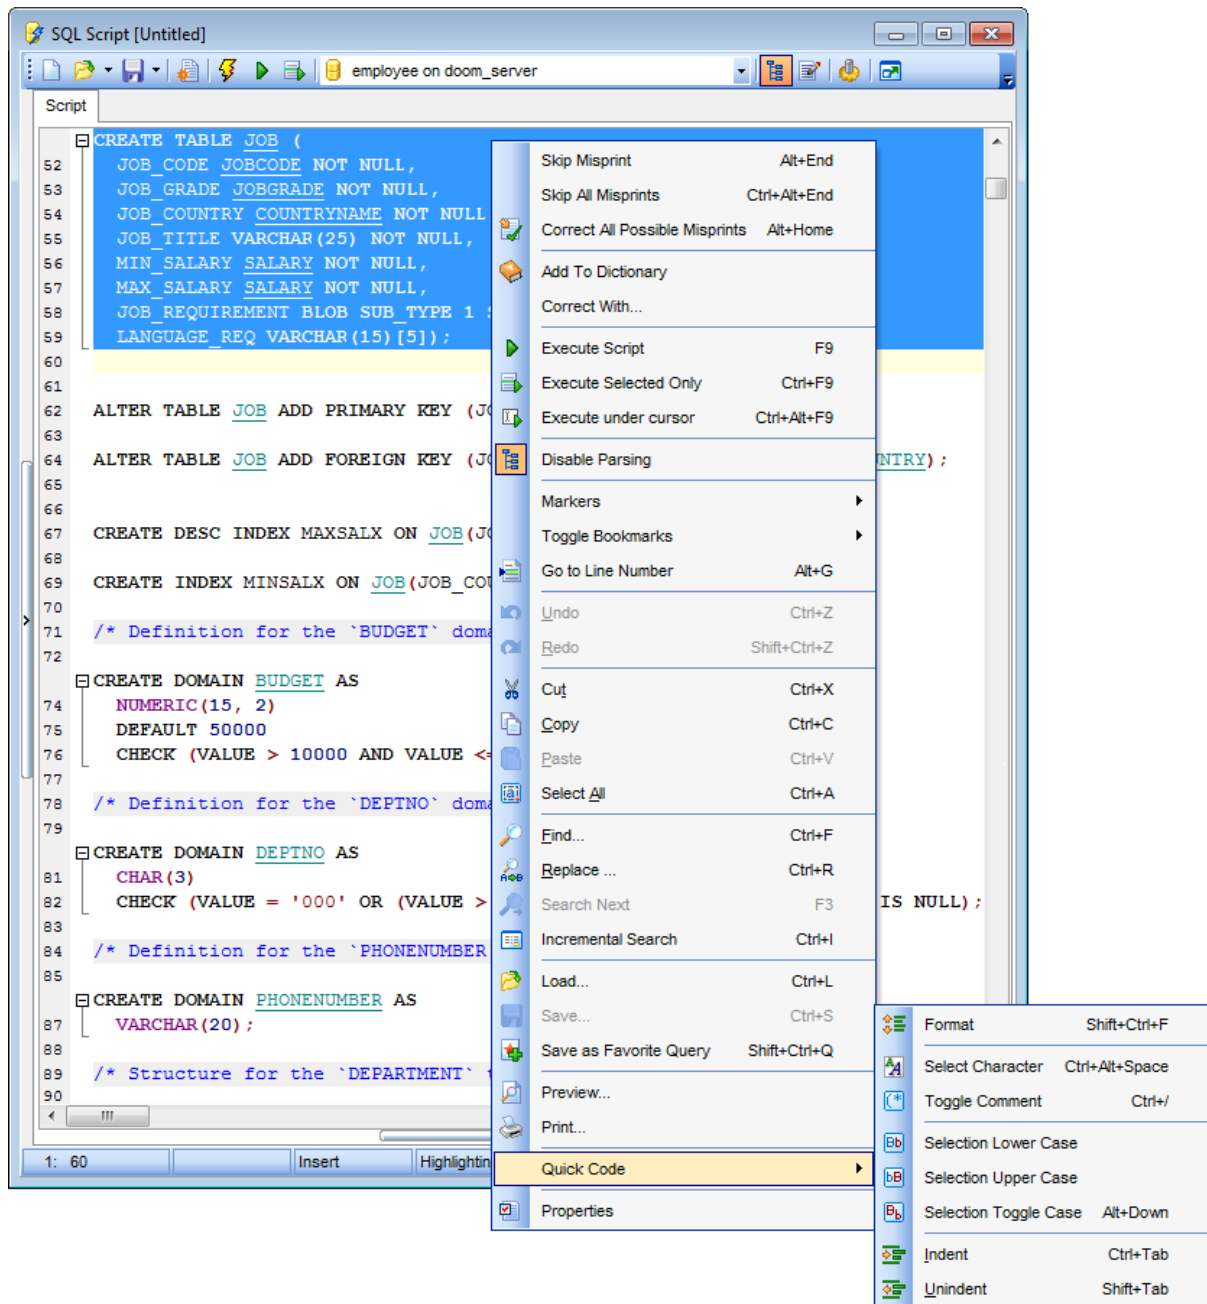 SQL Script [Untitled]
employee on doom_server
Script
CREATE TABLE JOB (
52 JOB_CODE JOBCODE NOT NULL,
53 JOB_GRADE JOBGRADE NOT NULL,
54 JOB_COUNTRY COUNTRYNAME NOT NULL
55 JOB_TITLE VARCHAR(25) NOT NULL,
56 MIN_SALARY SALARY NOT NULL,
57 MAX_SALARY SALARY NOT NULL,
58 JOB_REQUIREMENT BLOB SUB_TYPE 1
59 LANGUAGE_REQ VARCHAR(15)[5]);
60
61
62 ALTER TABLE JOB ADD PRIMARY KEY (JO
63
64 ALTER TABLE JOB ADD FOREIGN KEY (JO UNTRY);
65
66
67 CREATE DESC INDEX MAXSALX ON JOB(JO
68
69 CREATE INDEX MINSALX ON JOB(JOB_COU
70
71 /* Definition for the `BUDGET` doma
72
CREATE DOMAIN BUDGET AS
74 NUMERIC(15, 2)
75 DEFAULT 50000
76 CHECK (VALUE > 10000 AND VALUE <=
77
78 /* Definition for the `DEPTNO` doma
79
CREATE DOMAIN DEPTNO AS
81 CHAR(3)
82 CHECK (VALUE = '000' OR (VALUE > IS NULL);
83
84 /* Definition for the `PHONENUMBER
85
CREATE DOMAIN PHONENUMBER AS
87 VARCHAR(20);
88
89 /* Structure for the `DEPARTMENT` t
90
1: 60 Insert Highlightin
Skip Misprint Alt+End
Skip All Misprints Ctrl+Alt+End
Correct All Possible Misprints Alt+Home
Add To Dictionary
Correct With...
Execute Script F9
Execute Selected Only Ctrl+F9
Execute under cursor Ctrl+Alt+F9
Disable Parsing
Markers
Toggle Bookmarks
Go to Line Number Alt+G
Undo Ctrl+Z
Redo Shift+Ctrl+Z
Cut Ctrl+X
Copy Ctrl+C
Paste Ctrl+V
Select All Ctrl+A
Find... Ctrl+F
Replace ... Ctrl+R
Search Next F3
Incremental Search Ctrl+I
Load... Ctrl+L
Save... Ctrl+S
Save as Favorite Query Shift+Ctrl+Q
Preview...
Print...
Quick Code
Properties
Format Shift+Ctrl+F
Select Character Ctrl+Alt+Space
Toggle Comment Ctrl+/
Selection Lower Case
Selection Upper Case
Selection Toggle Case Alt+Down
Indent Ctrl+Tab
Unindent Shift+Tab